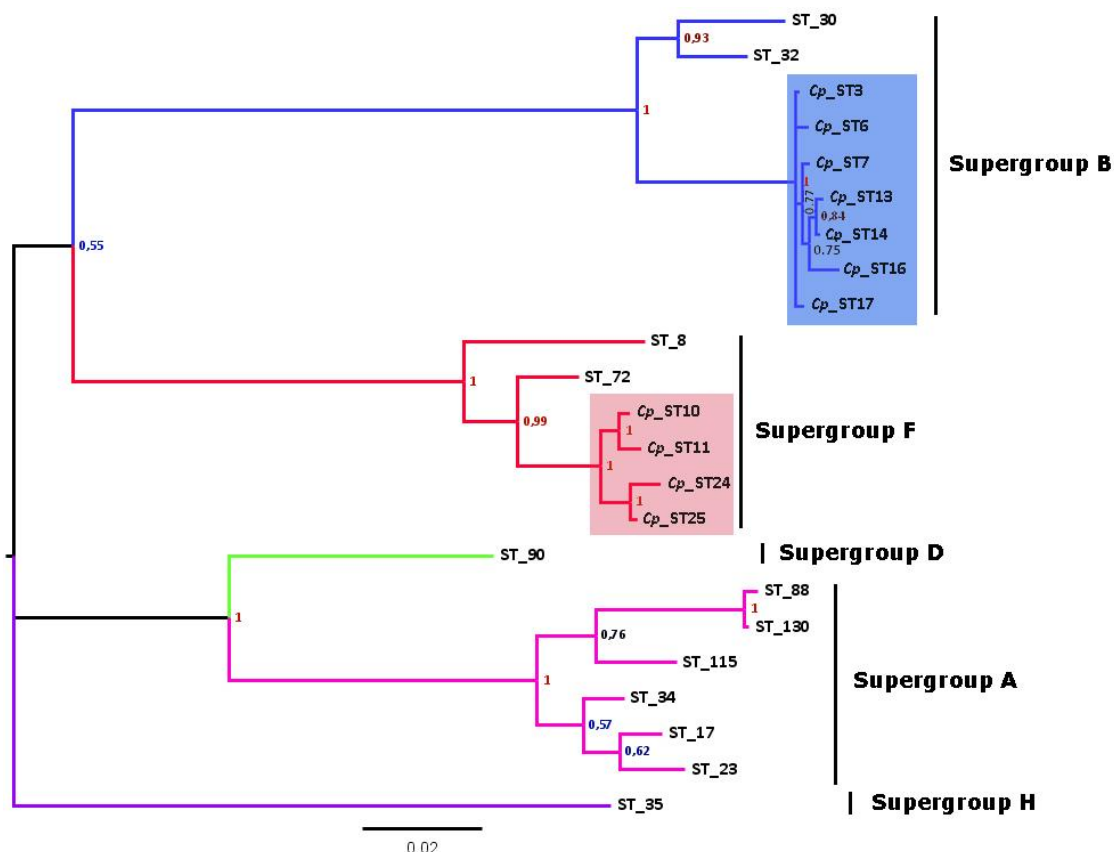 ST_30
0,93
ST_32
Cp_ST3
1
Cp_ST6
Supergroup B
Cp_ST7
1
0.77
Cp_ST13
0,84
Cp_ST14
0.75
Cp_ST16
0,55
Cp_ST17
ST_8
1
ST_72
Cp_ST10
0,99
1
Supergroup F
Cp_ST11
1
Cp_ST24
1
Cp_ST25
ST_90
Supergroup D
ST_88
1
1
ST_130
0,76
ST_115
1
Supergroup A
ST_34
0,57
ST_17
0,62
ST_23
ST_35
Supergroup H
0.02